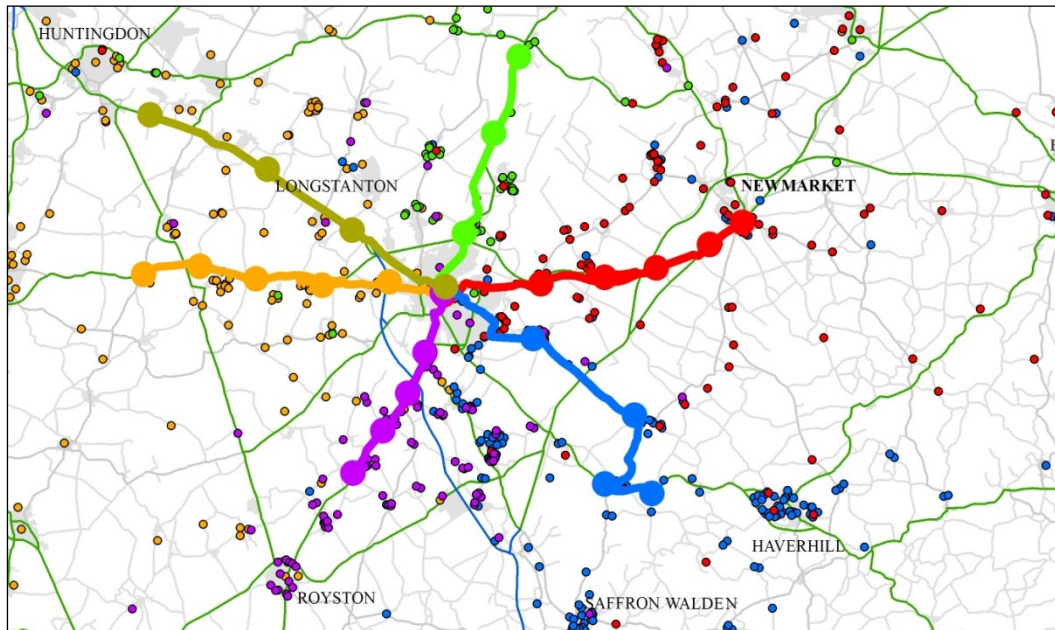 HUNTINGDON
LONGSTANTON
NEWMARKET
HAVERHILL
ROYSTON
SAFFRON WALDEN